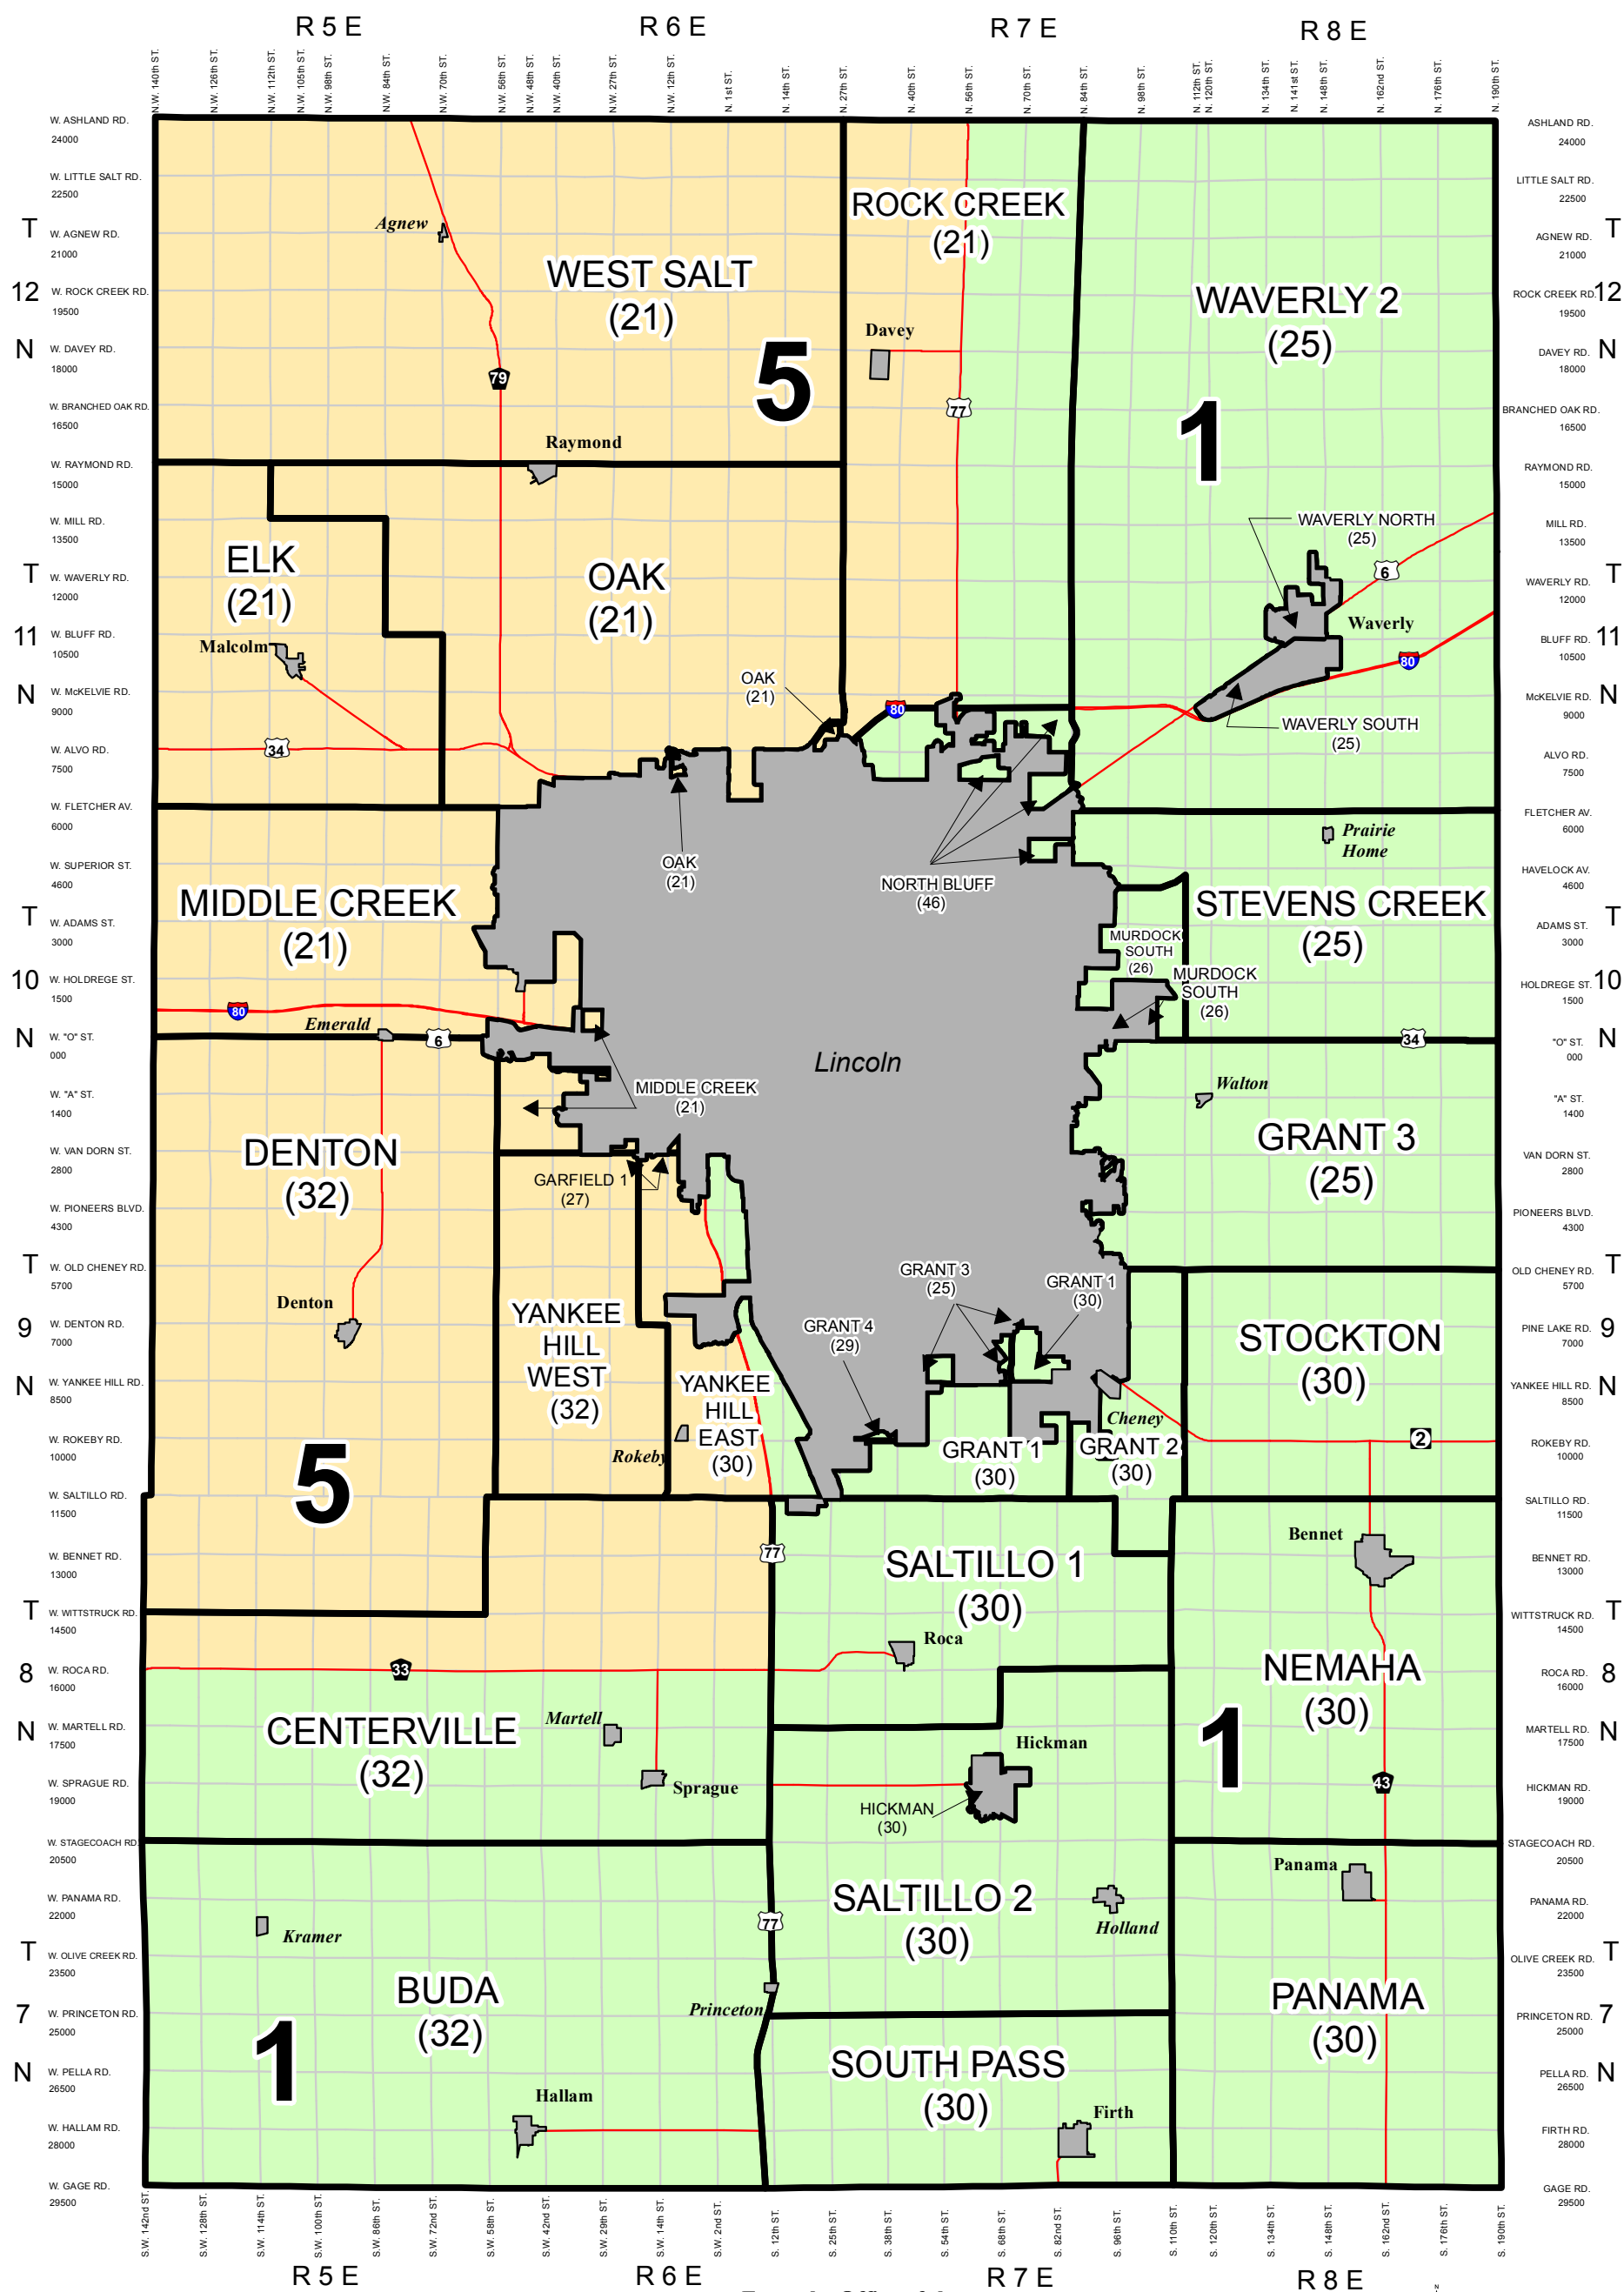 R 5 E
R 6 E
R 7 E
R 8 E
N.W. 140th ST.
N.W. 126th ST.
N.W. 112th ST.
N.W. 105th ST.
N.W. 98th ST.
N.W. 84th ST.
N.W. 70th ST.
N.W. 56th ST.
N.W. 48th ST.
N.W. 40th ST.
N.W. 27th ST.
N.W. 12th ST.
N. 1st ST.
N. 14th ST.
N. 27th ST.
N. 40th ST.
N. 56th ST.
N. 70th ST.
N. 84th ST.
N. 98th ST.
N. 112th ST.
N. 120th ST.
N. 134th ST.
N. 141st ST.
N. 148th ST.
N. 162nd ST.
N. 176th ST.
N. 190th ST.
W. ASHLAND RD.
24000
W. LITTLE SALT RD.
22500
T
W. AGNEW RD.
21000
12
W. ROCK CREEK RD.
19500
N
W. DAVEY RD.
18000
W. BRANCHED OAK RD.
16500
W. RAYMOND RD.
15000
W. MILL RD.
13500
T
W. WAVERLY RD.
12000
11
W. BLUFF RD.
10500
N
W. McKELVIE RD.
9000
W. ALVO RD.
7500
W. FLETCHER AV.
6000
W. SUPERIOR ST.
4600
T
W. ADAMS ST.
3000
10
W. HOLDREGE ST.
1500
N
W. "O" ST.
000
W. "A" ST.
1400
W. VAN DORN ST.
2800
W. PIONEERS BLVD.
4300
T
W. OLD CHENEY RD.
5700
9
W. DENTON RD.
7000
N
W. YANKEE HILL RD.
8500
W. ROKEBY RD.
10000
W. SALTILLO RD.
11500
W. BENNET RD.
13000
T
W. WITTSTRUCK RD.
14500
8
W. ROCA RD.
16000
N
W. MARTELL RD.
17500
W. SPRAGUE RD.
19000
W. STAGECOACH RD.
20500
W. PANAMA RD.
22000
T
W. OLIVE CREEK RD.
23500
7
W. PRINCETON RD.
25000
N
W. PELLA RD.
26500
W. HALLAM RD.
28000
W. GAGE RD.
29500
Agnew
WEST SALT
(21)
5
79
Raymond
ROCK CREEK
(21)
Davey
77
WAVERLY 2
(25)
1
WAVERLY NORTH
(25)
6
Waverly
80
WAVERLY SOUTH
(25)
ELK
(21)
Malcolm
OAK
(21)
OAK
(21)
80
34
OAK
(21)
NORTH BLUFF
(46)
Prairie
Home
MIDDLE CREEK
(21)
STEVENS CREEK
(25)
MURDOCK
SOUTH
(26)
MURDOCK
SOUTH
(26)
80
Emerald
6
34
Lincoln
MIDDLE CREEK
(21)
Walton
DENTON
(32)
GRANT 3
(25)
GARFIELD 1
(27)
Denton
YANKEE
HILL
WEST
(32)
GRANT 3
(25)
GRANT 1
(30)
GRANT 4
(29)
STOCKTON
(30)
YANKEE
HILL
EAST
(30)
Rokeby
Cheney
GRANT 1
(30)
GRANT 2
(30)
2
5
77
SALTILLO 1
(30)
Bennet
Roca
33
NEMAHA
(30)
1
CENTERVILLE
(32)
Martell
Sprague
Hickman
HICKMAN
(30)
43
Panama
SALTILLO 2
(30)
Holland
77
Kramer
BUDA
(32)
1
Princeton
PANAMA
(30)
SOUTH PASS
(30)
Hallam
Firth
ASHLAND RD.
24000
LITTLE SALT RD.
22500
AGNEW RD.
21000
T
ROCK CREEK RD.
19500
12
DAVEY RD.
18000
N
BRANCHED OAK RD.
16500
RAYMOND RD.
15000
MILL RD.
13500
WAVERLY RD.
12000
T
BLUFF RD.
10500
11
McKELVIE RD.
9000
N
ALVO RD.
7500
FLETCHER AV.
6000
HAVELOCK AV.
4600
ADAMS ST.
3000
T
HOLDREGE ST.
1500
10
"O" ST.
000
N
"A" ST.
1400
VAN DORN ST.
2800
PIONEERS BLVD.
4300
OLD CHENEY RD.
5700
T
PINE LAKE RD.
7000
9
YANKEE HILL RD.
8500
N
ROKEBY RD.
10000
SALTILLO RD.
11500
BENNET RD.
13000
WITTSTRUCK RD.
14500
T
ROCA RD.
16000
8
MARTELL RD.
17500
N
HICKMAN RD.
19000
STAGECOACH RD.
20500
PANAMA RD.
22000
OLIVE CREEK RD.
23500
T
PRINCETON RD.
25000
7
PELLA RD.
26500
N
FIRTH RD.
28000
GAGE RD.
29500
S.W. 142nd ST.
S.W. 128th ST.
S.W. 114th ST.
S.W. 100th ST.
S.W. 86th ST.
S.W. 72nd ST.
S.W. 58th ST.
S.W. 42nd ST.
S.W. 29th ST.
S.W. 14th ST.
S.W. 2nd ST.
S. 12th ST.
S. 25th ST.
S. 38th ST.
S. 54th ST.
S. 68th ST.
S. 82nd ST.
S. 96th ST.
S. 110th ST.
S. 120th ST.
S. 134th ST.
S. 148th ST.
S. 162nd ST.
S. 176th ST.
S. 190th ST.
R 5 E
R 6 E
R 7 E
R 8 E
N